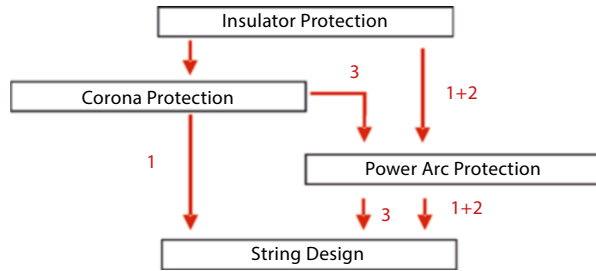 Insulator Protection
3
Corona Protection
1+2
1
Power Arc Protection
3
1+2
String Design